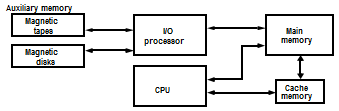 Auxiliary memory
Magnetic
tapes
I/O
processor
Main
memory
Magnetic
disks
CPU
Cache
memory